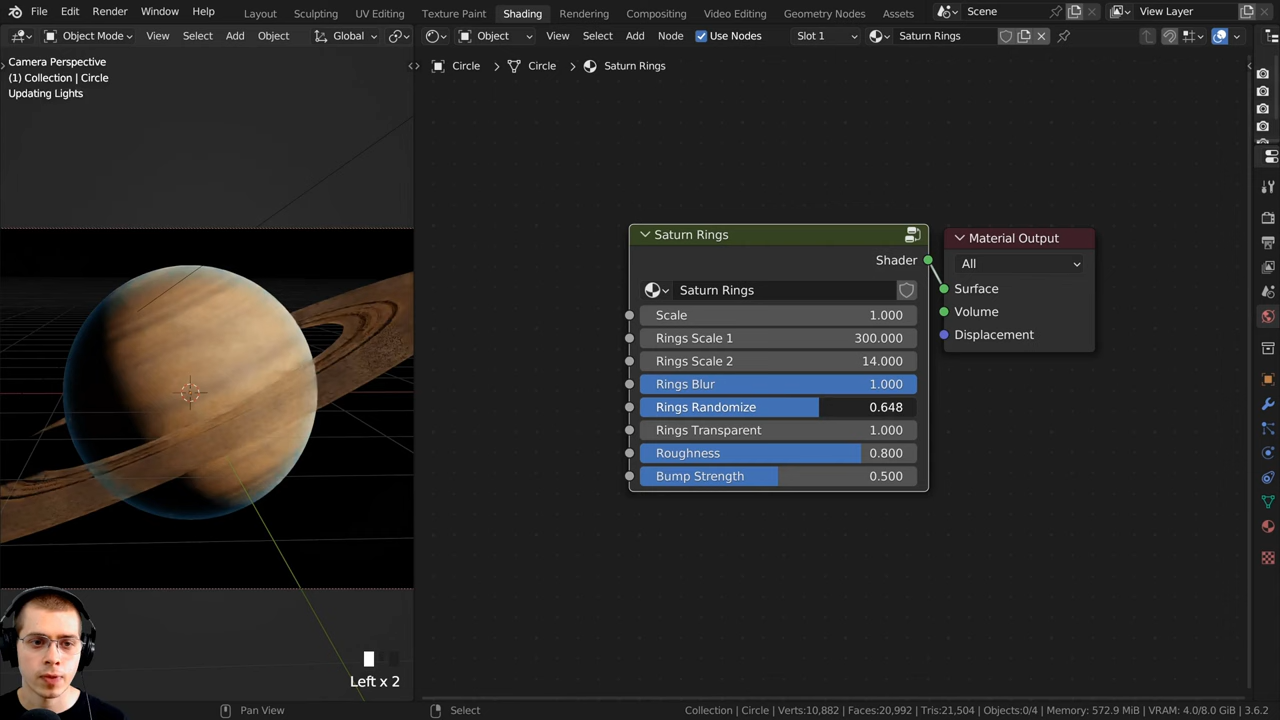 File Edit Render Window Help Layout Sculpting UV Editing Texture Paint Shading Rendering Compositing Video Editing Geometry Nodes Assets Scene View Layer
Object Mode View Select Add Object Global Object View Select Add Node Use Nodes Slot 1 Saturn Rings
Camera Perspective
(1) Collection | Circle
Updating Lights
Circle > Circle > Saturn Rings
Saturn Rings
Shader
Saturn Rings
Scale 1.000
Rings Scale 1 300.000
Rings Scale 2 14.000
Rings Blur 1.000
Rings Randomize 0.648
Rings Transparent 1.000
Roughness 0.800
Bump Strength 0.500
Material Output
All
Surface
Volume
Displacement
Left x 2
Pan View Select Collection | Circle | Verts:10,882 | Faces:20,992 | Tris:21,504 | Objects:0/4 | Memory: 572.9 MiB | VRAM: 4.0/8.0 GiB | 3.6.2